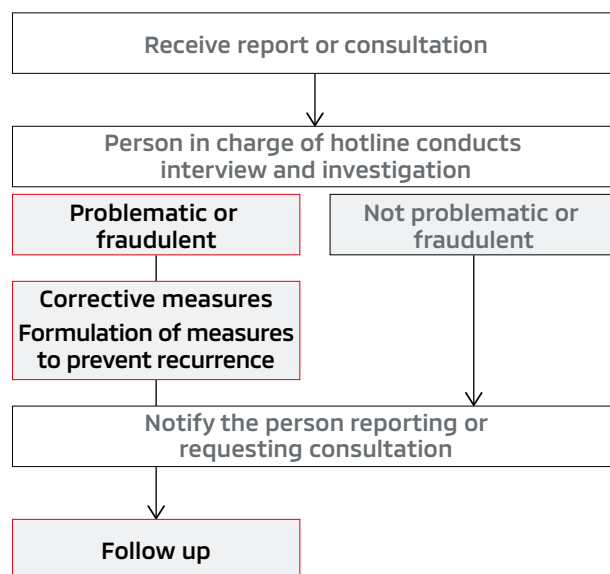 Receive report or consultation
Person in charge of hotline conducts
interview and investigation
Problematic or
fraudulent
Not problematic or
fraudulent
Corrective measures
Formulation of measures
to prevent recurrence
Notify the person reporting or
requesting consultation
Follow up